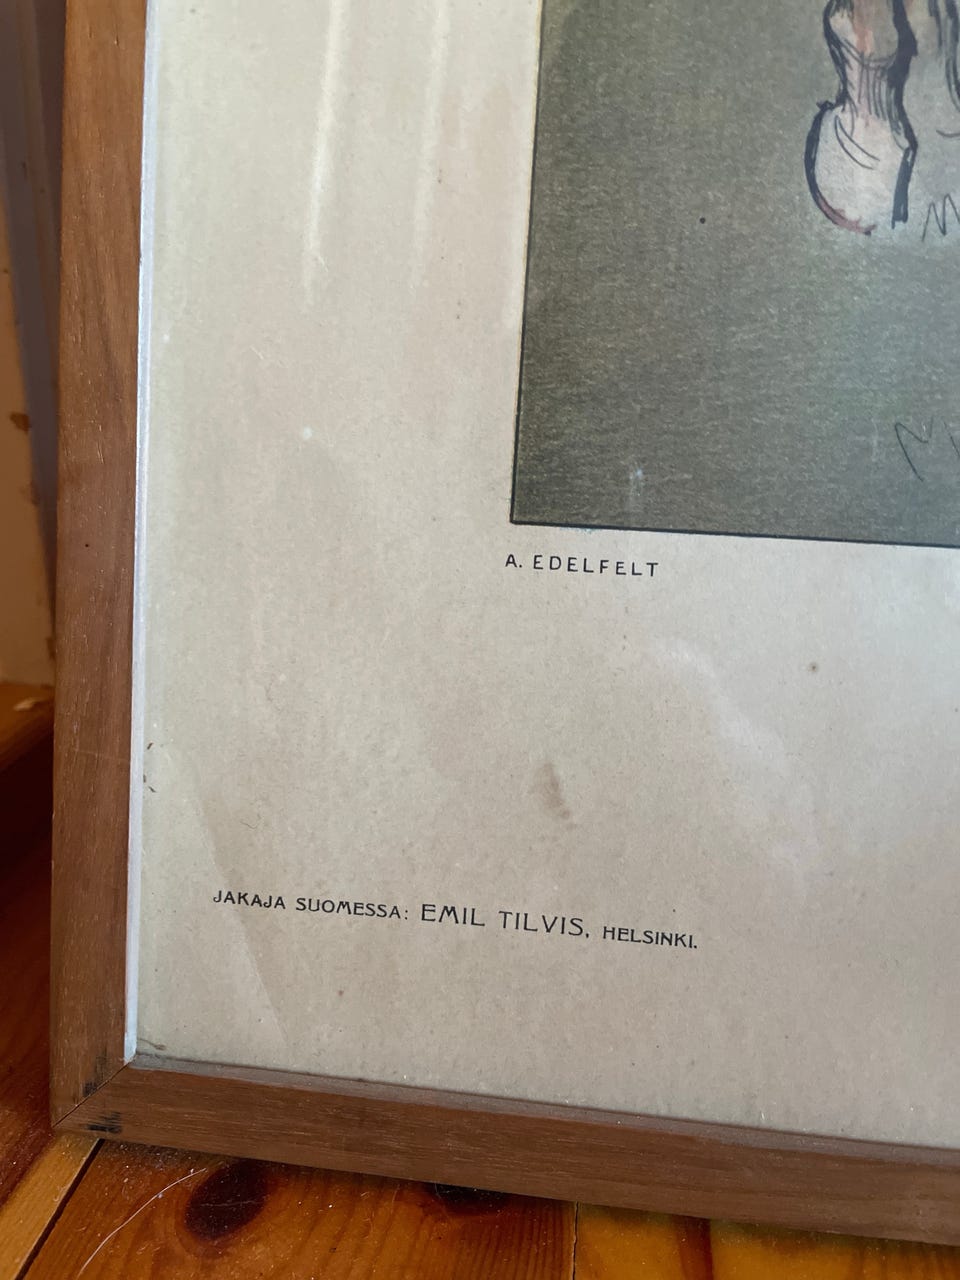 A. EDELFELT
JAKAJA SUOMESSA: EMIL TILVIS, HELSINKI.